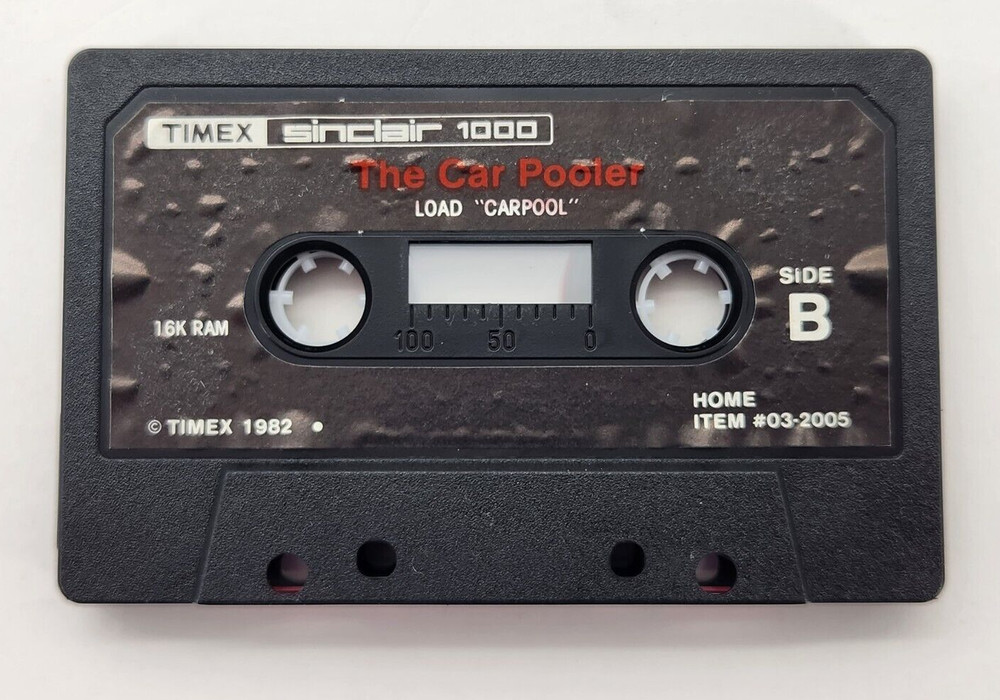 TIMEX sinclair 1000
The Car Pooler
LOAD "CARPOOL"
SIDE
B
16K RAM
100 50 0
HOME
ITEM #03-2005
© TIMEX 1982